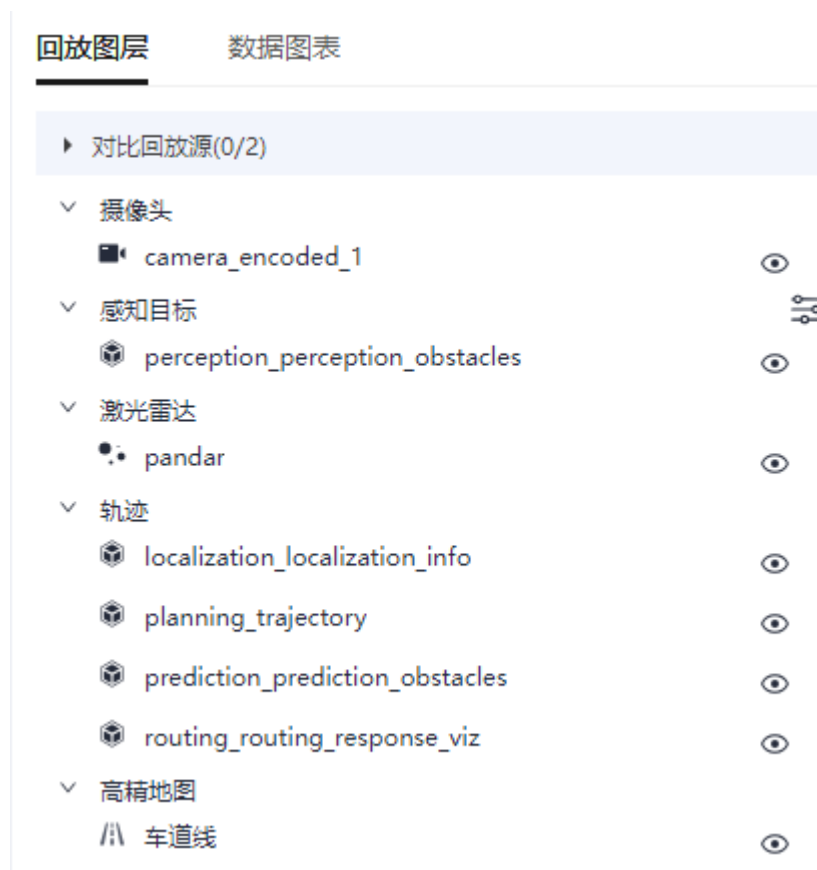 回放图层 数据图表
对比回放源(0/2)
摄像头
camera_encoded_1
感知目标
perception_perception_obstacles
激光雷达
pandar
轨迹
localization_localization_info
planning_trajectory
prediction_prediction_obstacles
routing_routing_response_viz
高精地图
车道线